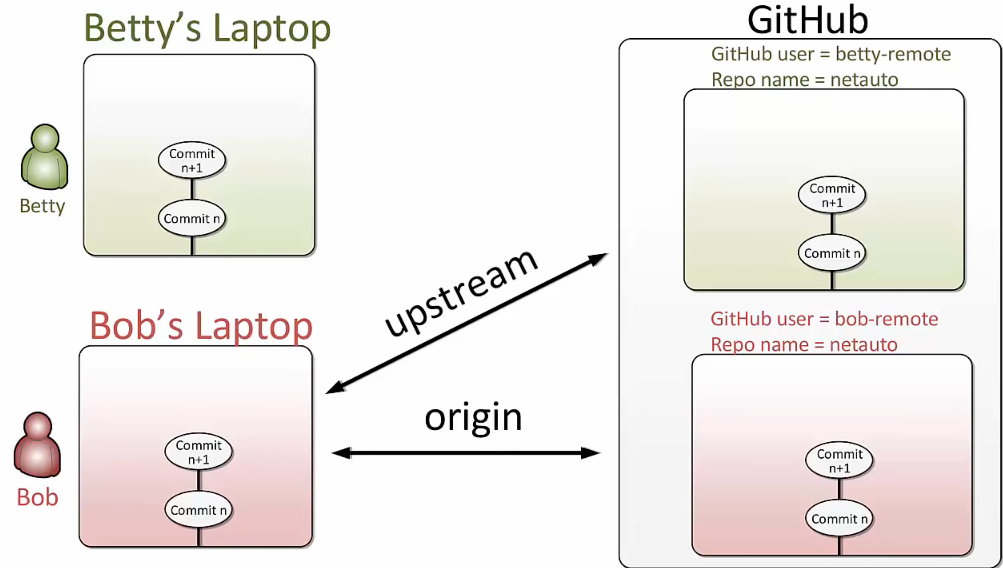 Betty's Laptop
Commit
n+1
Commit n
Betty
GitHub
GitHub user = betty-remote
Repo name = netauto
Commit
n+1
Commit n
upstream
Bob's Laptop
Commit
n+1
Commit n
Bob
origin
GitHub user = bob-remote
Repo name = netauto
Commit
n+1
Commit n